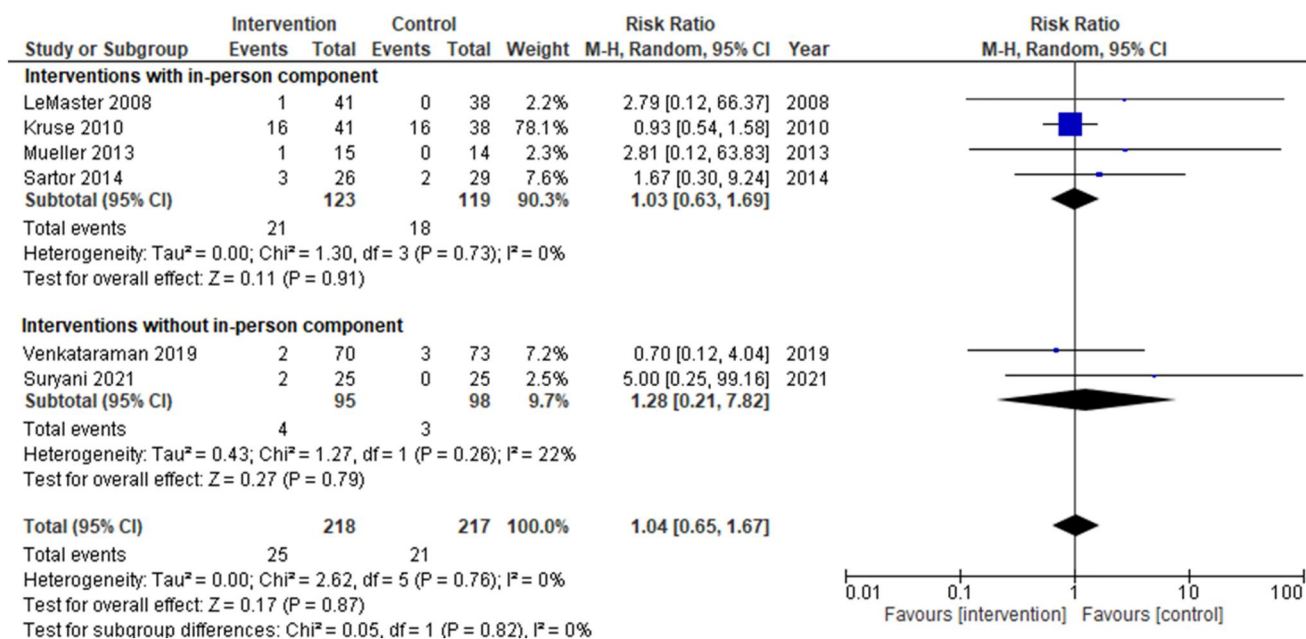 Intervention Control Risk Ratio Risk Ratio
Study or Subgroup Events Total Events Total Weight M-H, Random, 95% CI Year M-H, Random, 95% CI
Interventions with in-person component
LeMaster 2008 1 41 0 38 2.2% 2.79 [0.12, 66.37] 2008
Kruse 2010 16 41 16 38 78.1% 0.93 [0.54, 1.58] 2010
Mueller 2013 1 15 0 14 2.3% 2.81 [0.12, 63.83] 2013
Sartor 2014 3 26 2 29 7.6% 1.67 [0.30, 9.24] 2014
Subtotal (95% CI) 123 119 90.3% 1.03 [0.63, 1.69]
Total events 21 18
Heterogeneity: Tau² = 0.00; Chi² = 1.30, df = 3 (P = 0.73); I² = 0%
Test for overall effect: Z = 0.11 (P = 0.91)
Interventions without in-person component
Venkataraman 2019 2 70 3 73 7.2% 0.70 [0.12, 4.04] 2019
Suryani 2021 2 25 0 25 2.5% 5.00 [0.25, 99.16] 2021
Subtotal (95% CI) 95 98 9.7% 1.28 [0.21, 7.82]
Total events 4 3
Heterogeneity: Tau² = 0.43; Chi² = 1.27, df = 1 (P = 0.26); I² = 22%
Test for overall effect: Z = 0.27 (P = 0.79)
Total (95% CI) 218 217 100.0% 1.04 [0.65, 1.67]
Total events 25 21
Heterogeneity: Tau² = 0.00; Chi² = 2.62, df = 5 (P = 0.76); I² = 0%
Test for overall effect: Z = 0.17 (P = 0.87)
Test for subgroup differences: Chi² = 0.05, df = 1 (P = 0.82), I² = 0%
0.01 0.1 1 10 100
Favours [intervention] Favours [control]